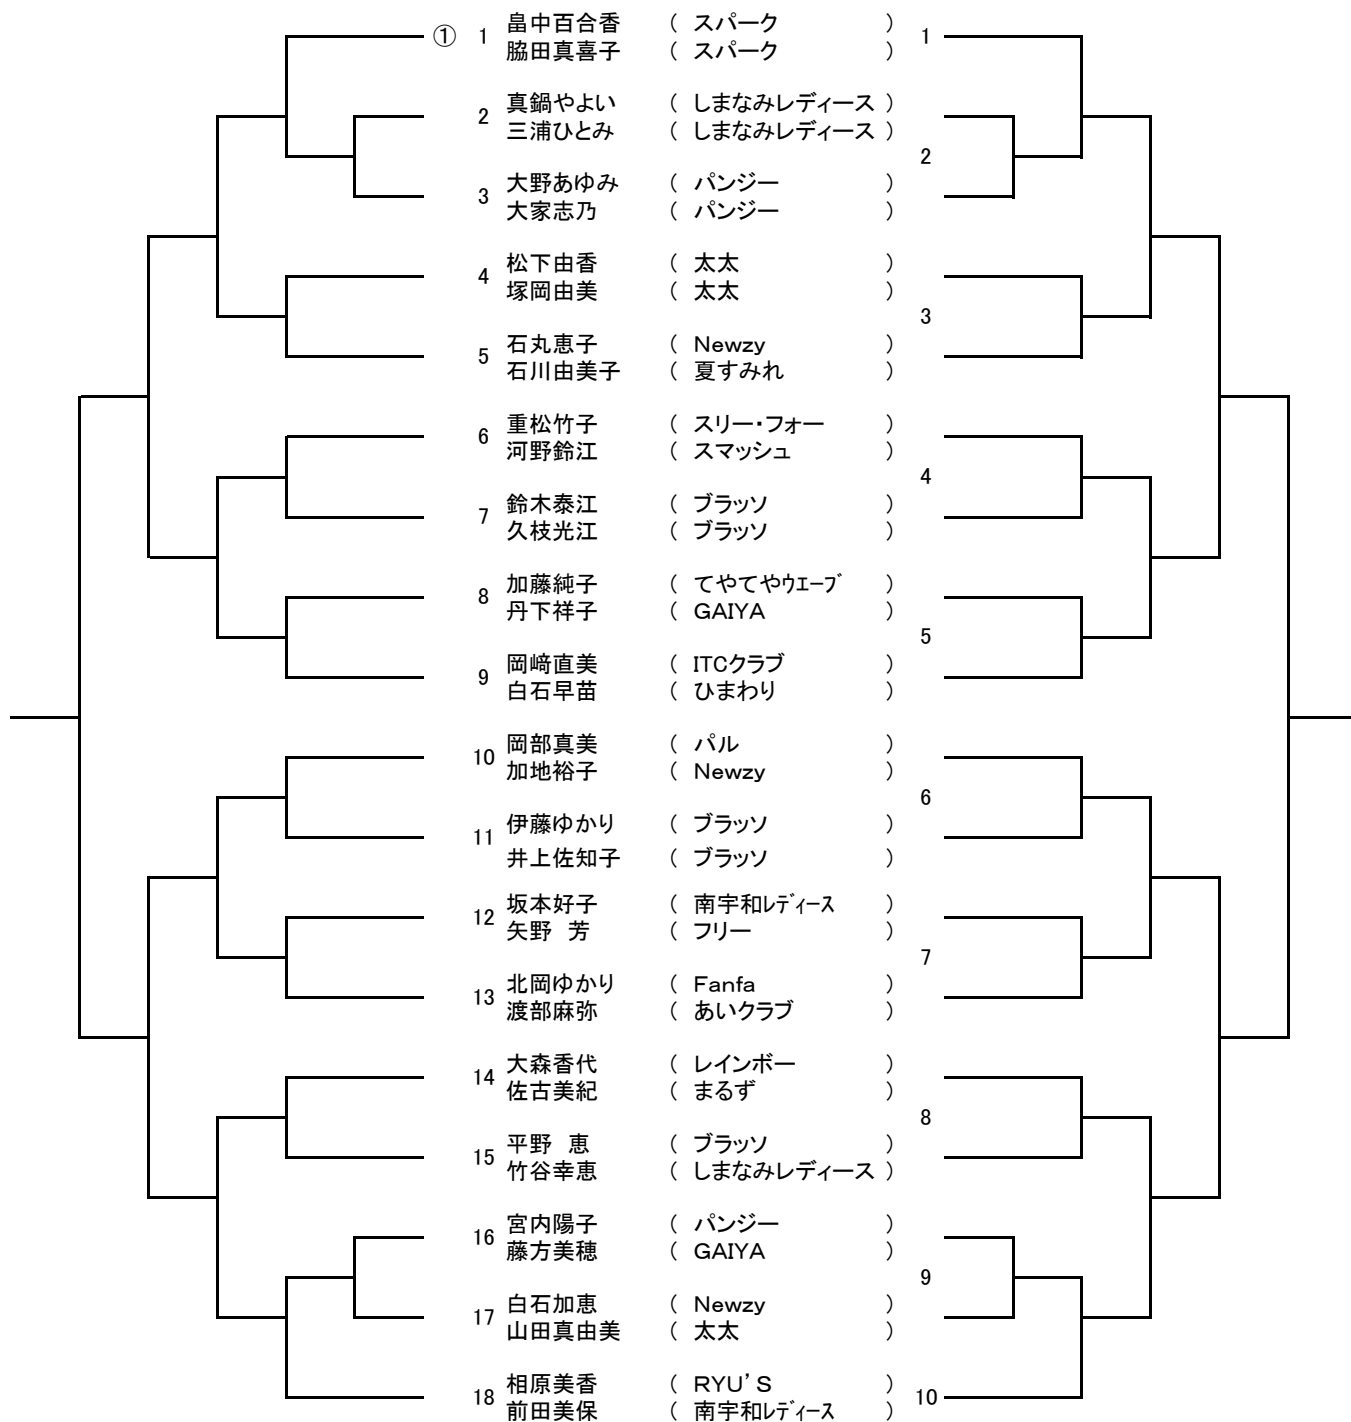 ① 1 畠中百合香 ( スパーク ) 1
脇田真喜子 ( スパーク )
2 真鍋やよい ( しまなみレディース )
三浦ひとみ ( しまなみレディース )
2
3 大野あゆみ ( パンジー )
大家志乃 ( パンジー )
4 松下由香 ( 太太 )
塚岡由美 ( 太太 )
3
5 石丸恵子 ( Newzy )
石川由美子 ( 夏すみれ )
6 重松竹子 ( スリー・フォー )
河野鈴江 ( スマッシュ )
4
7 鈴木泰江 ( ブラッソ )
久枝光江 ( ブラッソ )
8 加藤純子 ( てやてやウエーブ )
丹下祥子 ( GAIYA )
5
9 岡﨑直美 ( ITCクラブ )
白石早苗 ( ひまわり )
10 岡部真美 ( パル )
加地裕子 ( Newzy )
6
11 伊藤ゆかり ( ブラッソ )
井上佐知子 ( ブラッソ )
12 坂本好子 ( 南宇和レディース )
矢野 芳 ( フリー )
7
13 北岡ゆかり ( Fanfa )
渡部麻弥 ( あいクラブ )
14 大森香代 ( レインボー )
佐古美紀 ( まるず )
8
15 平野 恵 ( ブラッソ )
竹谷幸恵 ( しまなみレディース )
16 宮内陽子 ( パンジー )
藤方美穂 ( GAIYA )
9
17 白石加恵 ( Newzy )
山田真由美 ( 太太 )
18 相原美香 ( RYU'S ) 10
前田美保 ( 南宇和レディース )